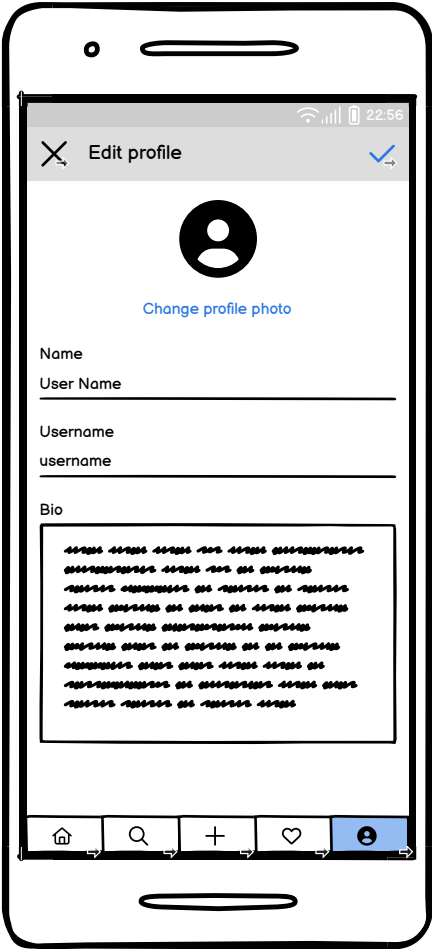 22:56
Edit profile
Change profile photo
Name
User Name
Username
username
Bio